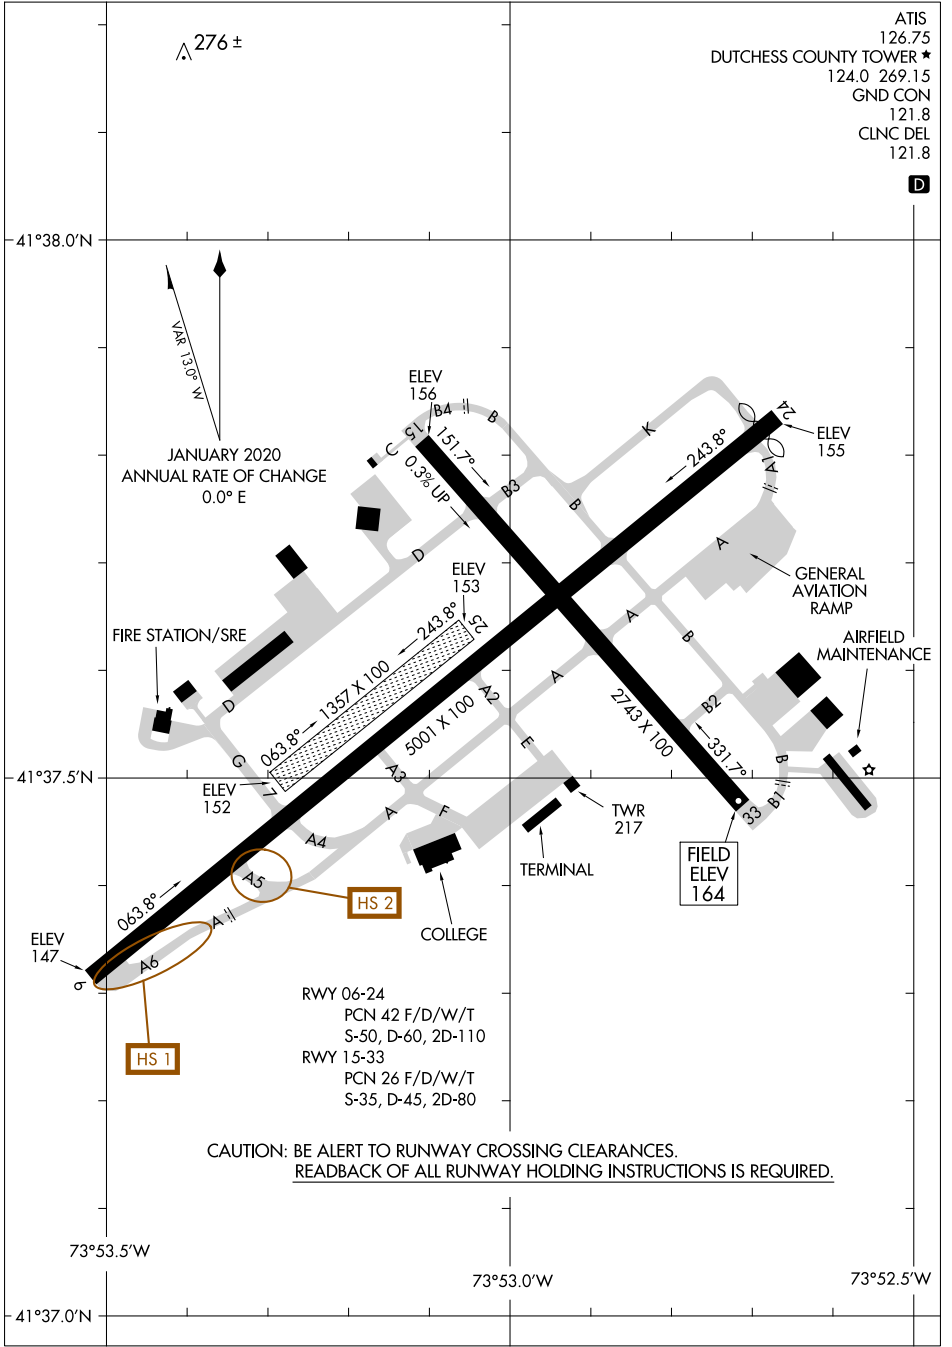 276 ±
ATIS
126.75
DUTCHESS COUNTY TOWER ★
124.0 269.15
GND CON
121.8
CLNC DEL
121.8
D
41°38.0'N
VAR 13.0° W
JANUARY 2020
ANNUAL RATE OF CHANGE
0.0° E
ELEV
156
15
B4
B
C
151.7°
0.3% UP
B3
B
K
243.8°
24
ELEV
155
A1
D
A
GENERAL
AVIATION
RAMP
ELEV
153
25
243.8°
1357 X 100
063.8°
FIRE STATION/SRE
D
G
7
ELEV
152
A
B
A
B2
AIRFIELD
MAINTENANCE
A2
E
5001 X 100
2743 X 100
331.7°
B
B1
33
41°37.5'N
A3
A
F
A4
TWR
217
TERMINAL
FIELD
ELEV
164
COLLEGE
A5
HS 2
063.8°
A
ELEV
147
6
A6
HS 1
RWY 06-24
PCN 42 F/D/W/T
S-50, D-60, 2D-110
RWY 15-33
PCN 26 F/D/W/T
S-35, D-45, 2D-80
CAUTION: BE ALERT TO RUNWAY CROSSING CLEARANCES.
READBACK OF ALL RUNWAY HOLDING INSTRUCTIONS IS REQUIRED.
73°53.5'W
73°53.0'W
73°52.5'W
41°37.0'N